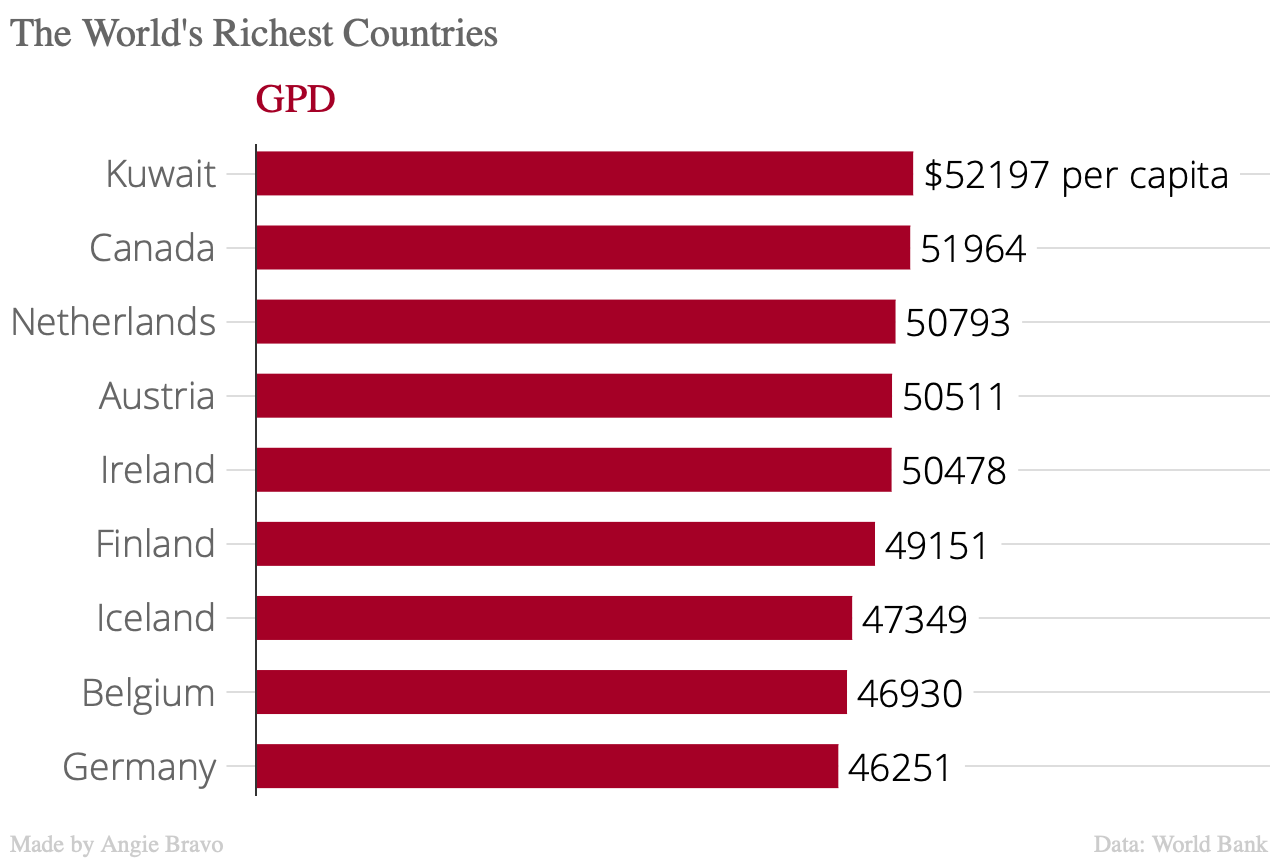 The World's Richest Countries
GPD
Kuwait $52197 per capita
Canada 51964
Netherlands 50793
Austria 50511
Ireland 50478
Finland 49151
Iceland 47349
Belgium 46930
Germany 46251
Made by Angie Bravo Data: World Bank